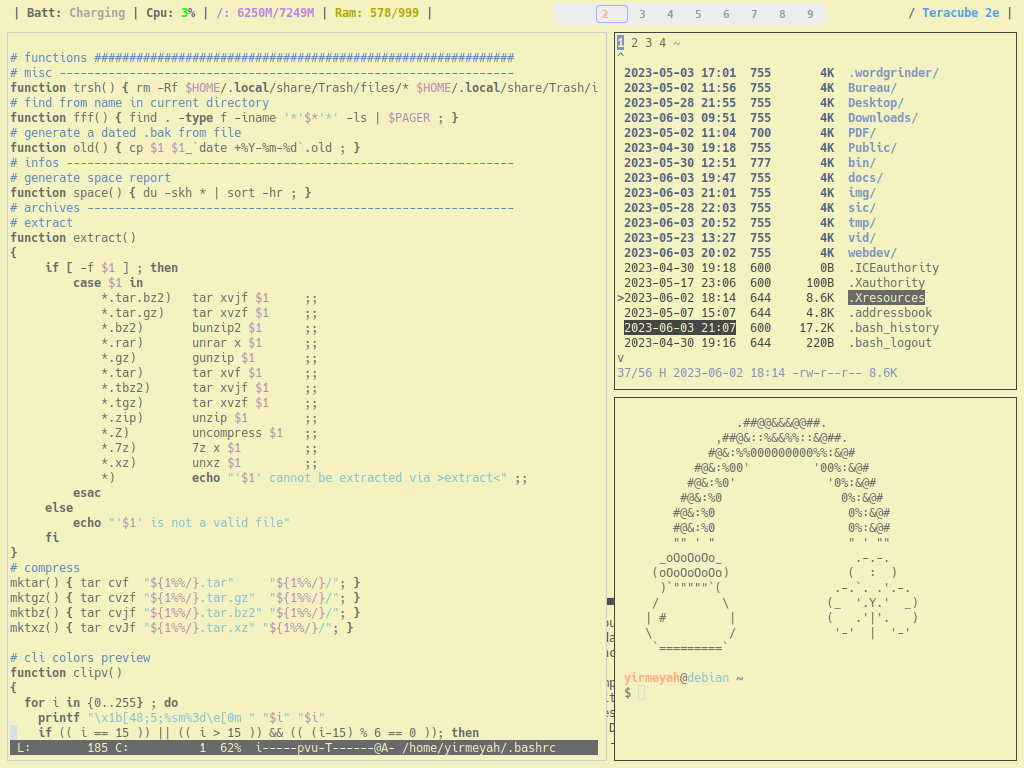 | Batt: Charging | Cpu: 3% | /: 6250M/7249M | Ram: 578/999 |
2 3 4 5 6 7 8 9
/ Teracube 2e |
# functions ############################################################
# misc -----------------------------------------------------------------
function trsh() { rm -Rf $HOME/.local/share/Trash/files/* $HOME/.local/share/Trash/i
# find from name in current directory
function fff() { find . -type f -iname '*'$*'*' -ls | $PAGER ; }
# generate a dated .bak from file
function old() { cp $1 $1_`date +%Y-%m-%d`.old ; }
# infos ----------------------------------------------------------------
# generate space report
function space() { du -skh * | sort -hr ; }
# archives -------------------------------------------------------------
# extract
function extract()
{
     if [ -f $1 ] ; then
         case $1 in
             *.tar.bz2)   tar xvjf $1     ;;
             *.tar.gz)    tar xvzf $1     ;;
             *.bz2)       bunzip2 $1      ;;
             *.rar)       unrar x $1      ;;
             *.gz)        gunzip $1       ;;
             *.tar)       tar xvf $1      ;;
             *.tbz2)      tar xvjf $1     ;;
             *.tgz)       tar xvzf $1     ;;
             *.zip)       unzip $1        ;;
             *.Z)         uncompress $1   ;;
             *.7z)        7z x $1         ;;
             *.xz)        unxz $1         ;;
             *)           echo "'$1' cannot be extracted via >extract<" ;;
         esac
     else
         echo "'$1' is not a valid file"
     fi
}
# compress
mktar() { tar cvf  "${1%%/}.tar"     "${1%%/}/"; }
mktgz() { tar cvzf "${1%%/}.tar.gz"  "${1%%/}/"; }
mktbz() { tar cvjf "${1%%/}.tar.bz2" "${1%%/}/"; }
mktxz() { tar cvJf "${1%%/}.tar.xz" "${1%%/}/"; }
# cli colors preview
function clipv()
{
  for i in {0..255} ; do
    printf "\x1b[48;5;%sm%3d\e[0m " "$i" "$i"
    if (( i == 15 )) || (( i > 15 )) && (( (i-15) % 6 == 0 )); then
L:        185 C:          1  62%  i-----pvu-T------@A- /home/yirmeyah/.bashrc
1 2 3 4 ~
^
2023-05-03 17:01  755       4K  .wordgrinder/
2023-05-02 11:56  755       4K  Bureau/
2023-05-28 21:55  755       4K  Desktop/
2023-06-03 09:51  755       4K  Downloads/
2023-05-02 11:04  700       4K  PDF/
2023-04-30 19:18  755       4K  Public/
2023-05-30 12:51  777       4K  bin/
2023-06-03 19:47  755       4K  docs/
2023-06-03 21:01  755       4K  img/
2023-05-28 22:03  755       4K  sic/
2023-06-03 20:52  755       4K  tmp/
2023-05-23 13:27  755       4K  vid/
2023-06-03 20:02  755       4K  webdev/
2023-04-30 19:18  600       0B  .ICEauthority
2023-05-17 23:06  600     100B  .Xauthority
>2023-06-02 18:14  644     8.6K  .Xresources
2023-05-07 15:07  644     4.8K  .addressbook
2023-06-03 21:07  600    17.2K  .bash_history
2023-04-30 19:16  644     220B  .bash_logout
v
37/56 H 2023-06-02 18:14 -rw-r--r-- 8.6K
                .##@@&&&@@##.
             ,##@&::%&&%%::&@##.
            #@&:%%000000000%%:&@#
          #@&:%00'         '00%:&@#
         #@&:%0'             '0%:&@#
        #@&:%0                 0%:&@#
       #@&:%0                   0%:&@#
       #@&:%0                   0%:&@#
       "" ' "                   " ' ""
     _oOoOoOo_                   .-.-.
    (oOoOoOoOo)                 (  :  )
     )`"""""`(                .-.`. .'.-.
    /         \              (_  '.Y.'  _)
   | #         |             (   .'|'.   )
   \           /              '-'  |  '-'
    `=========`
yirmeyah@debian ~
$